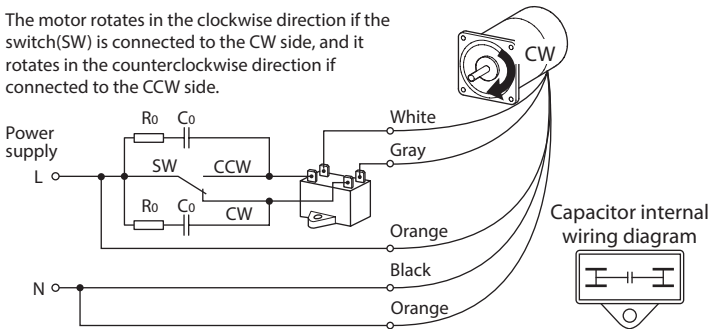 The motor rotates in the clockwise direction if the
switch(SW) is connected to the CW side, and it
rotates in the counterclockwise direction if
connected to the CCW side.
CW
White
R0 C0
Gray
Power
supply
SW CCW
L
R0 C0
CW
Orange
Capacitor internal
wiring diagram
Black
N
Orange